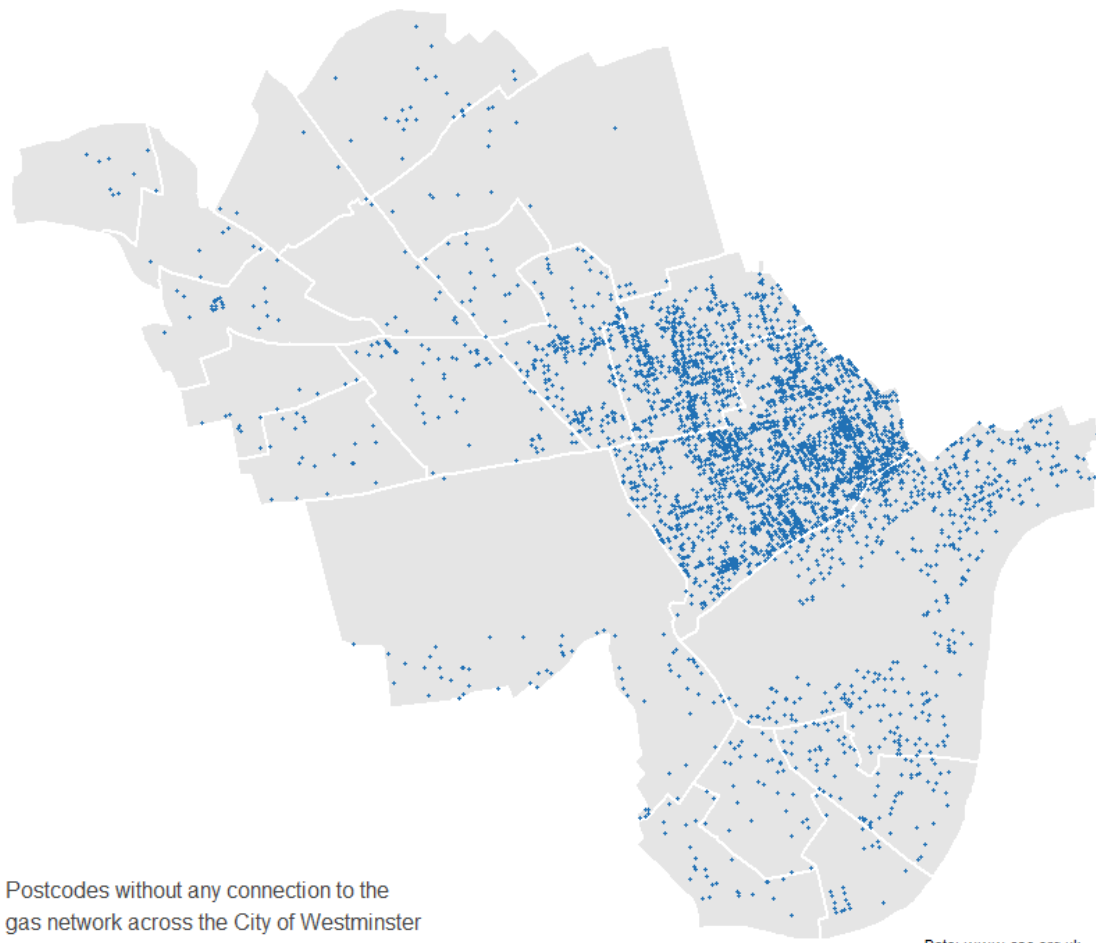 Postcodes without any connection to the
gas network across the City of Westminster